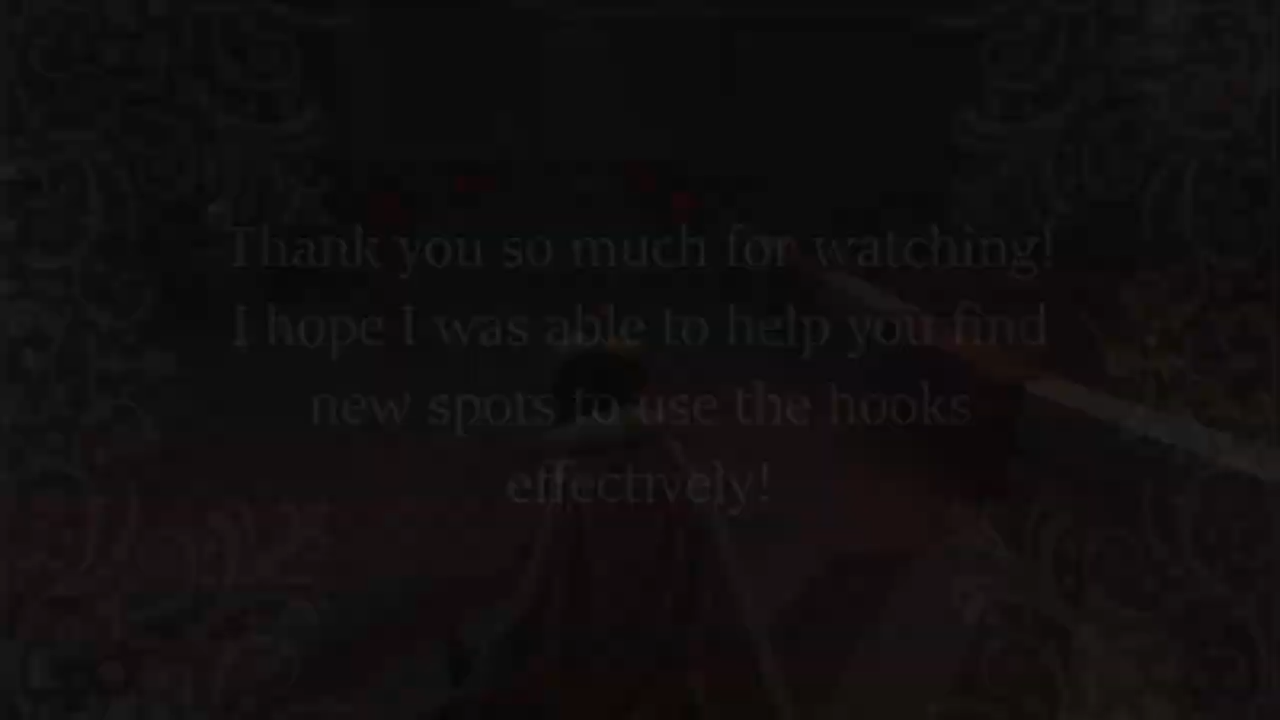 Thank you so much for watching!
I hope I was able to help you find
new spots to use the hooks
effectively!